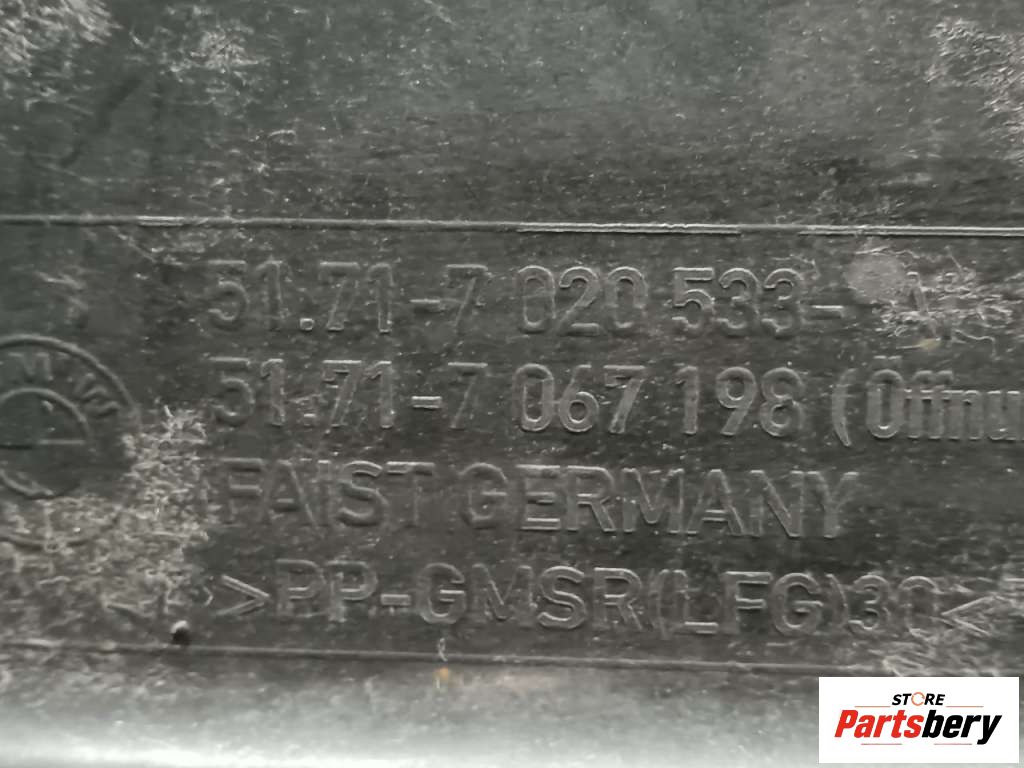 51.71-7 020 533-
51.71-7 067 198 (Öffnu
FAIST GERMANY
>PP-GMSR(LFG)30<
BMW
STORE
Partsbery